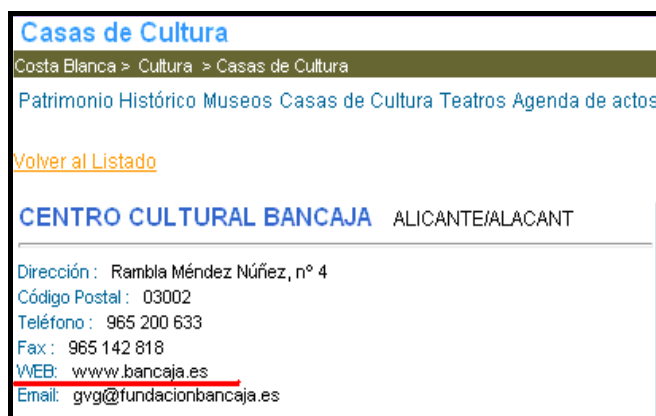 Casas de Cultura
Costa Blanca > Cultura > Casas de Cultura
Patrimonio Histórico Museos Casas de Cultura Teatros Agenda de actos
Volver al Listado
CENTRO CULTURAL BANCAJA ALICANTE/ALACANT
Dirección : Rambla Méndez Núñez, nº 4
Código Postal : 03002
Teléfono : 965 200 633
Fax : 965 142 818
WEB: wwww.bancaja.es
Email: gvg@fundacionbancaja.es